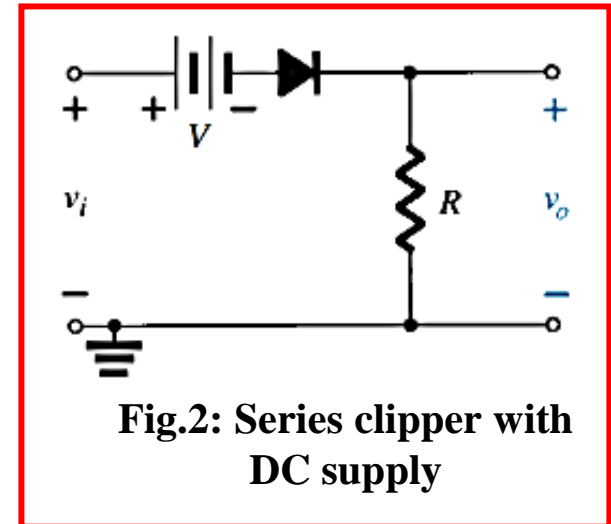 + + − +
V
vi R vo
− −
Fig.2: Series clipper with
DC supply